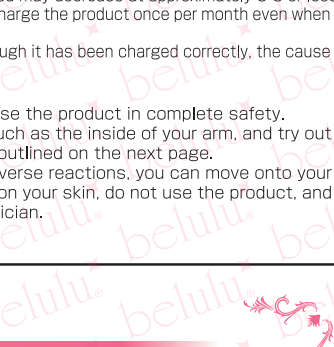 harge the product once per month even when
ugh it has been charged correctly, the cause
se the product in complete safety.
uch as the inside of your arm, and try out
outlined on the next page.
verse reactions, you can move onto your
on your skin, do not use the product, and
ician.
belulu